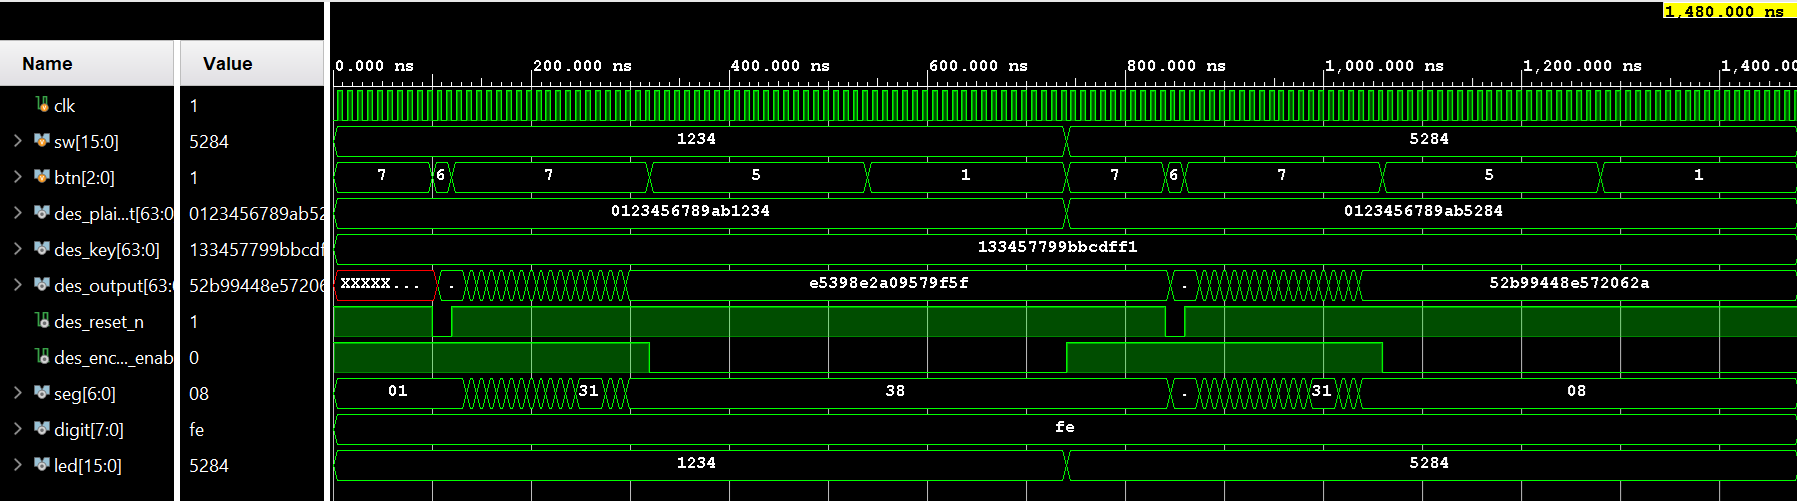 1,480.000 ns
Name Value 0.000 ns 200.000 ns 400.000 ns 600.000 ns 800.000 ns 1,000.000 ns 1,200.000 ns 1,400.0
clk 1
sw[15:0] 5284 1234 5284
btn[2:0] 1 7 6 7 5 1 7 6 7 5 1
des_plai...t[63:0 0123456789ab52 0123456789ab1234 0123456789ab5284
des_key[63:0] 133457799bbcdf 133457799bbcdff1
des_output[63: 52b99448e57206 XXXXX... . e5398e2a09579f5f . 52b99448e572062a
des_reset_n 1
des_enc..._enab 0
seg[6:0] 08 01 31 38 . 31 08
digit[7:0] fe fe
led[15:0] 5284 1234 5284